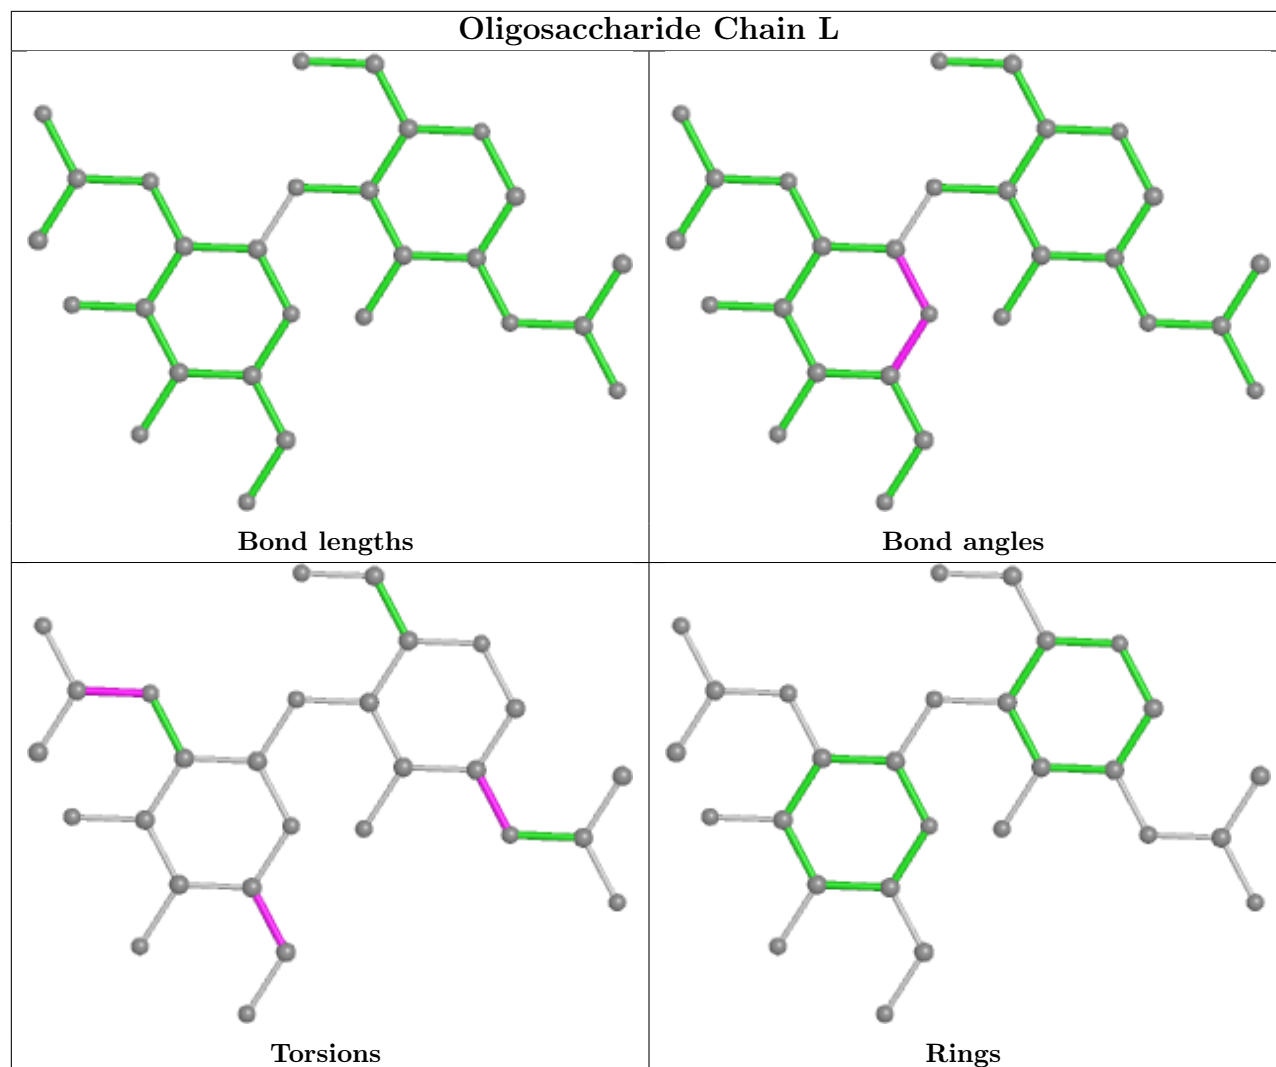 Oligosaccharide Chain L
Bond lengths
Bond angles
Torsions
Rings